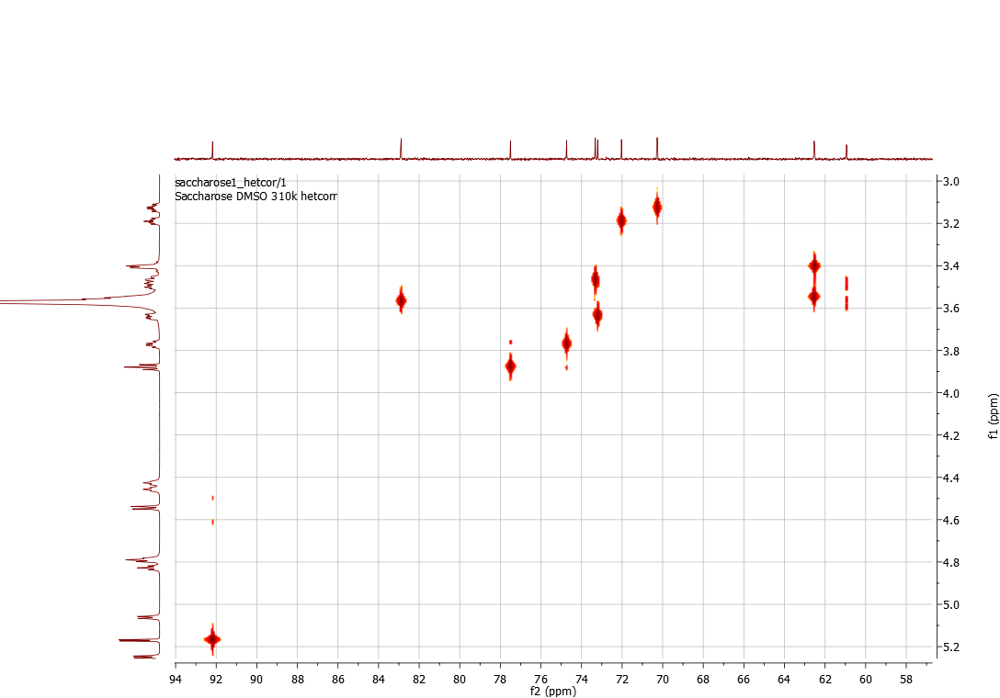 saccharose1_hetcor/1
Saccharose DMSO 310k hetcorr
3.0
3.2
3.4
3.6
3.8
4.0
4.2
4.4
4.6
4.8
5.0
5.2
f1 (ppm)
94 92 90 88 86 84 82 80 78 76 74 72 70 68 66 64 62 60 58
f2 (ppm)